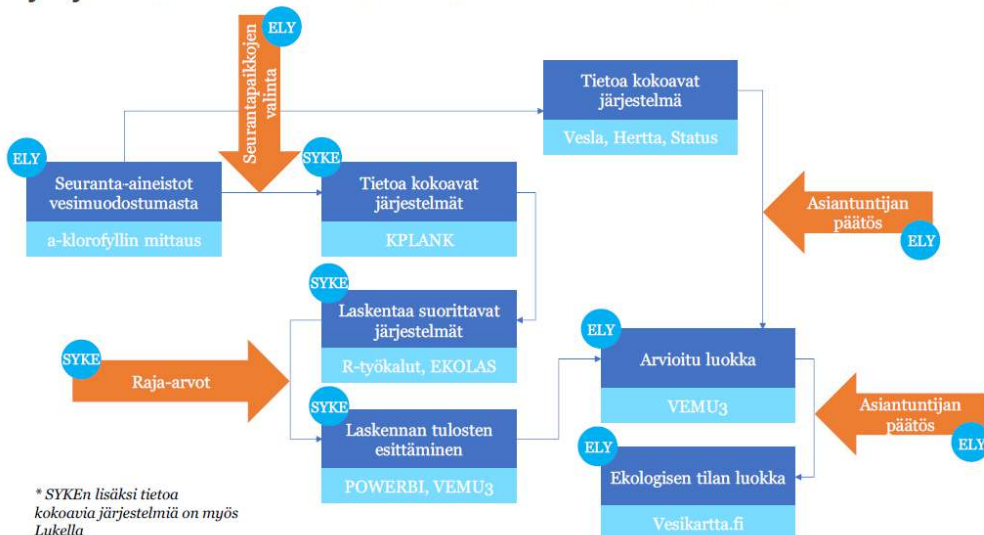 ELY
Seurantapaikkojen
valinta
Tietoa kokoavat
järjestelmä
Vesla, Hertta, Status
ELY
Seuranta-aineistot
vesimuodostumasta
a-klorofyllin mittaus
SYKE
Tietoa kokoavat
järjestelmät
KPLANK
Asiantuntijan
päätös
ELY
SYKE
Laskentaa suorittavat
järjestelmät
R-työkalut, EKOLAS
SYKE
Raja-arvot
ELY
Arvioitu luokka
VEMU3
SYKE
Laskennan tulosten
esittäminen
POWERBI, VEMU3
Asiantuntijan
päätös
ELY
ELY
Ekologisen tilan luokka
Vesikartta.fi
* SYKEn lisäksi tietoa
kokoavia järjestelmiä on myös
Lukella